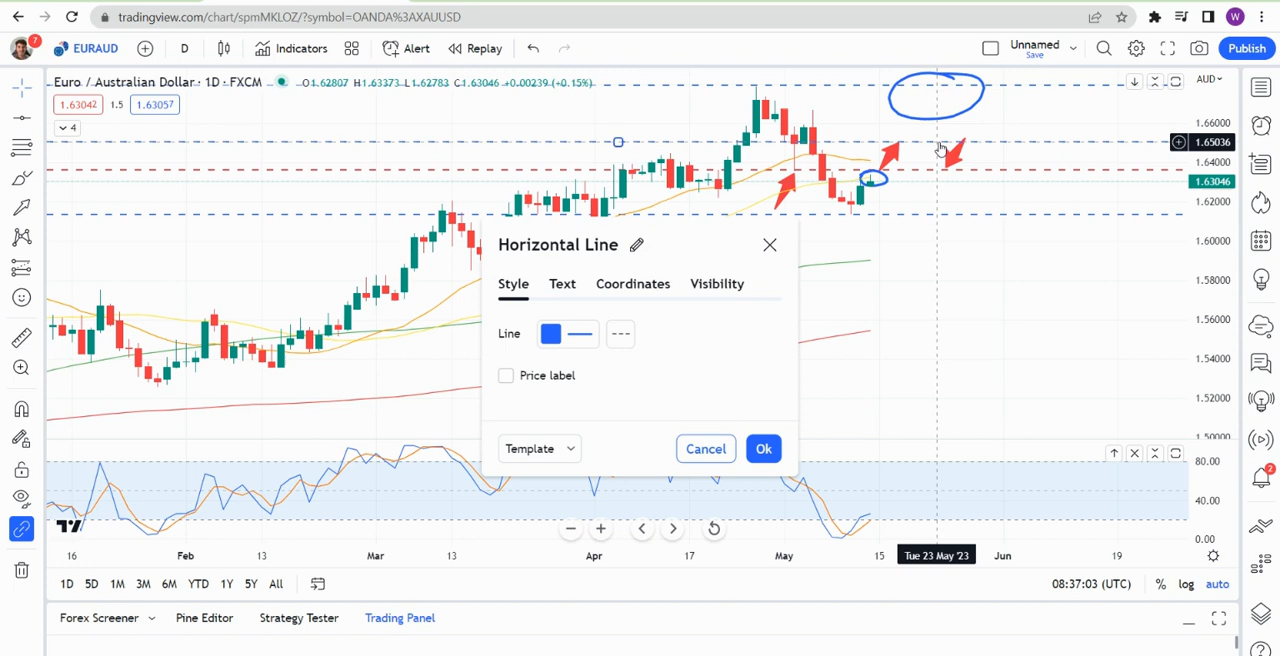 tradingview.com/chart/spmMKLOZ/?symbol=OANDA%3AXAUUSD
W
7
EURAUD
D
Indicators
Alert
Replay
Unnamed
Save
Publish
Euro / Australian Dollar · 1D · FXCM
O1.62807 H1.63373 L1.62783 C1.63046 +0.00239 (+0.15%)
AUD
1.63042
1.5
1.63057
4
1.66000
1.65036
1.64000
1.63046
1.62000
1.60000
1.58000
1.56000
1.54000
1.52000
1.50000
Horizontal Line
Style
Text
Coordinates
Visibility
Line
Price label
Template
Cancel
Ok
80.00
40.00
0.00
2
16
Feb
13
Mar
13
Apr
17
May
15
Tue 23 May '23
Jun
19
1D
5D
1M
3M
6M
YTD
1Y
5Y
All
08:37:03 (UTC)
%
log
auto
Forex Screener
Pine Editor
Strategy Tester
Trading Panel